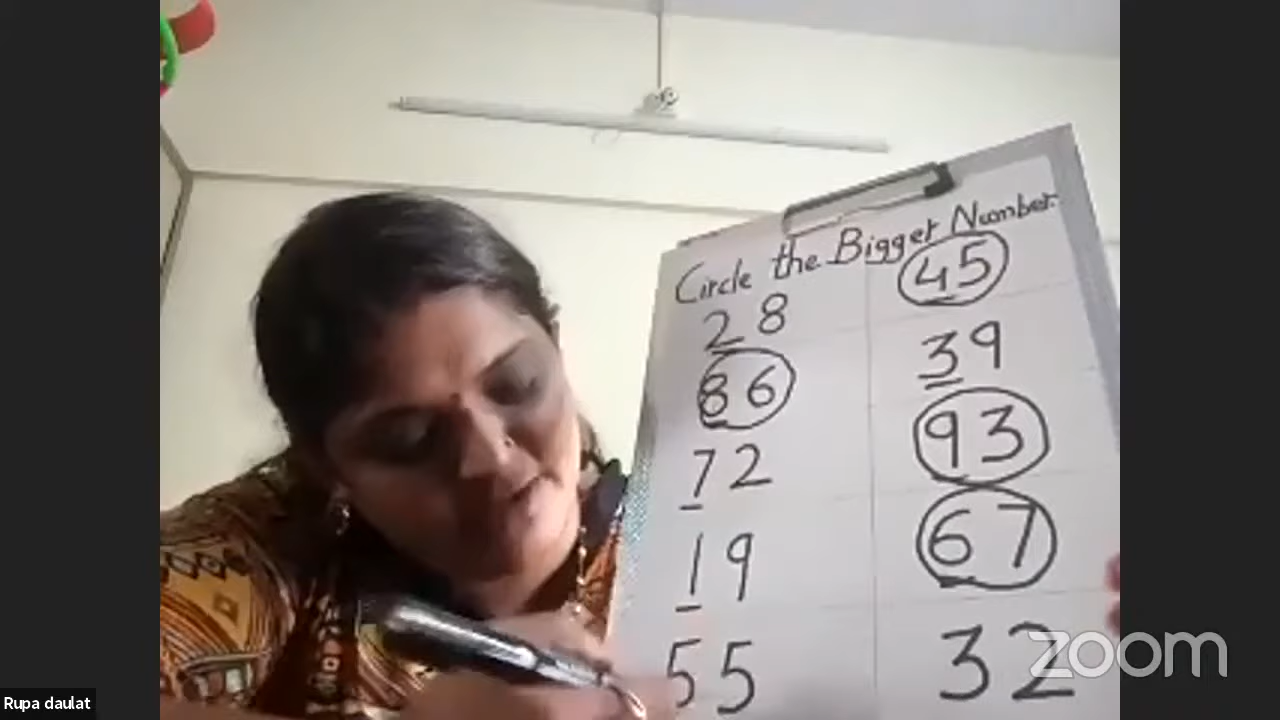 Circle the Bigger Number.
28 45
86 39
72 93
19 67
55 32
zoom
Rupa daulat